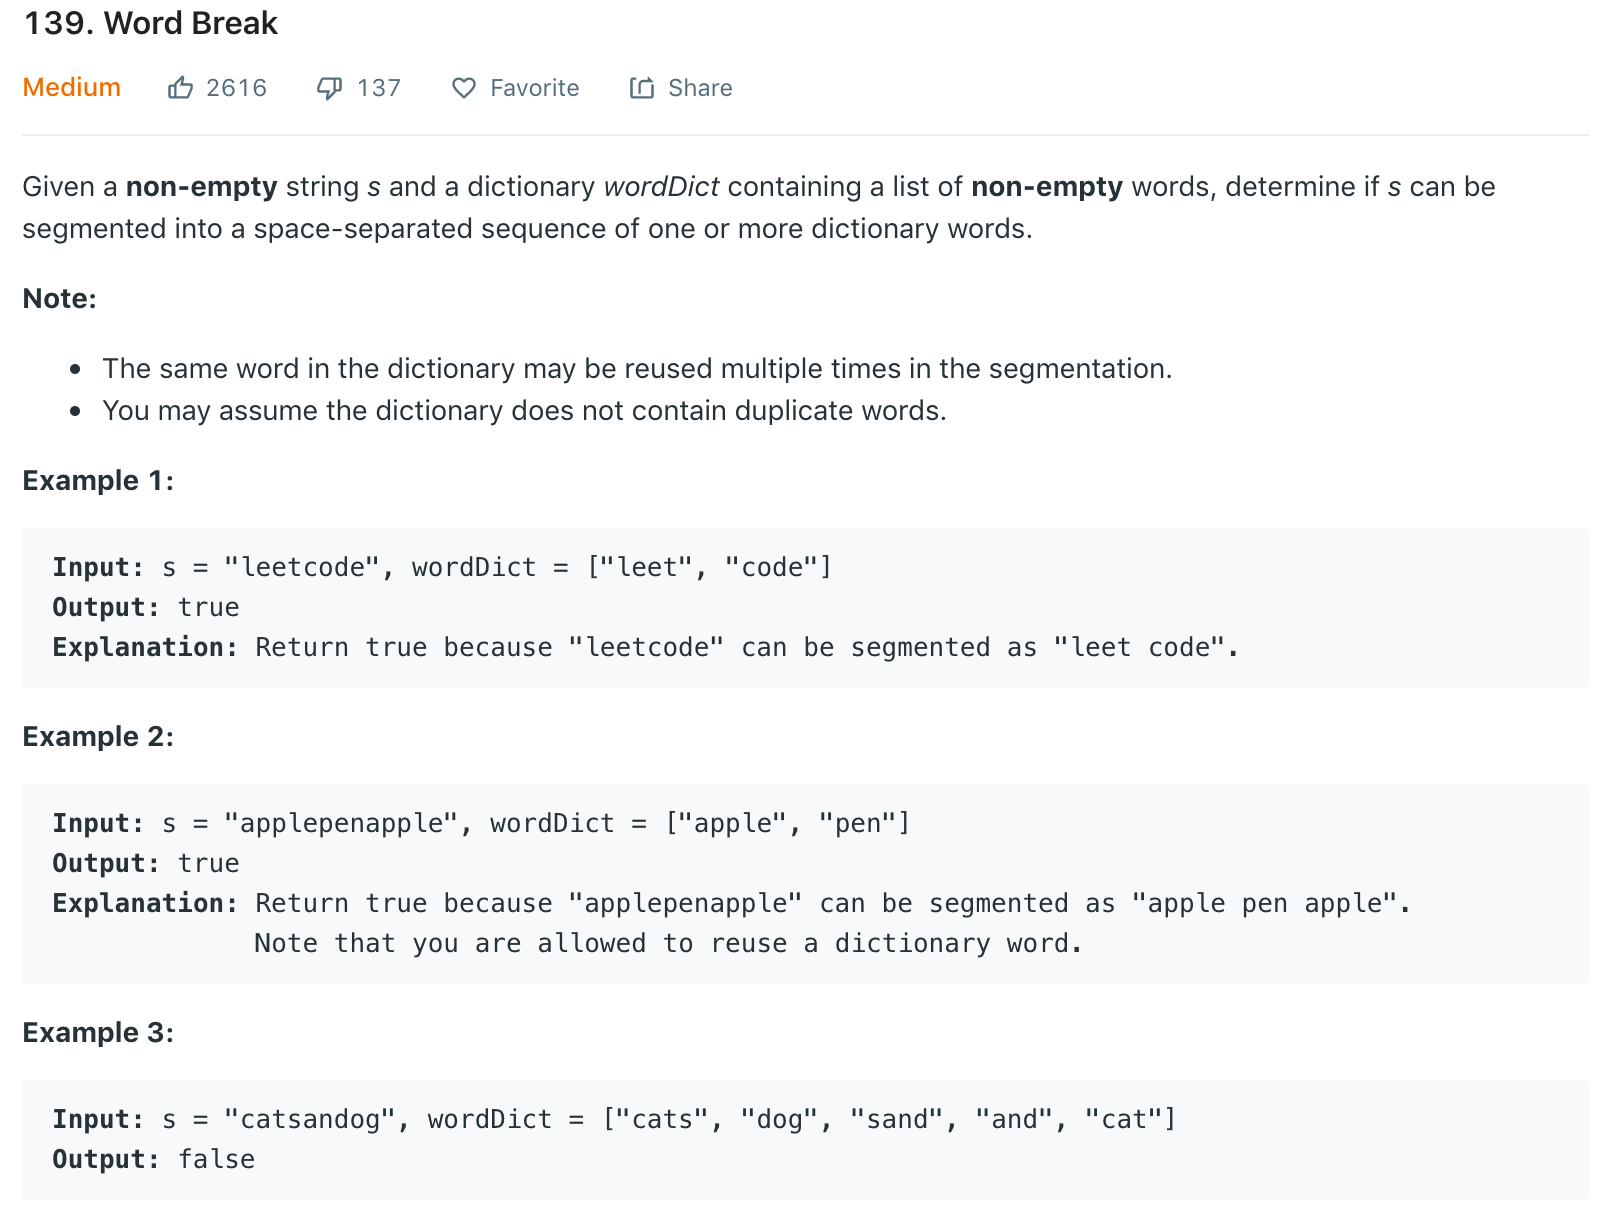 139. Word Break
Medium 2616 137 Favorite Share
Given a non-empty string s and a dictionary wordDict containing a list of non-empty words, determine if s can be
segmented into a space-separated sequence of one or more dictionary words.
Note:
• The same word in the dictionary may be reused multiple times in the segmentation.
• You may assume the dictionary does not contain duplicate words.
Example 1:
Input: s = "leetcode", wordDict = ["leet", "code"]
Output: true
Explanation: Return true because "leetcode" can be segmented as "leet code".
Example 2:
Input: s = "applepenapple", wordDict = ["apple", "pen"]
Output: true
Explanation: Return true because "applepenapple" can be segmented as "apple pen apple".
Note that you are allowed to reuse a dictionary word.
Example 3:
Input: s = "catsandog", wordDict = ["cats", "dog", "sand", "and", "cat"]
Output: false